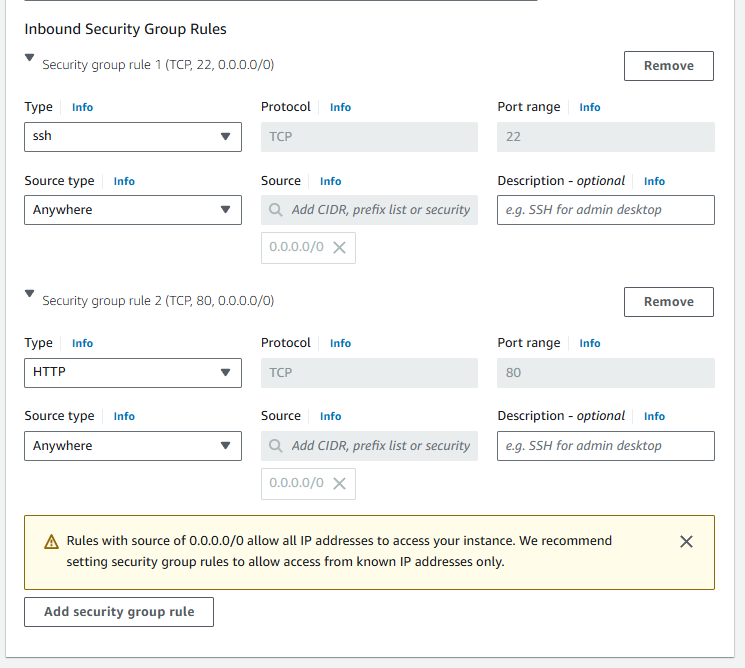 Inbound Security Group Rules
Security group rule 1 (TCP, 22, 0.0.0.0/0)
Remove
Type Info
Protocol Info
Port range Info
ssh
TCP
22
Source type Info
Source Info
Description - optional Info
Anywhere
Add CIDR, prefix list or security
e.g. SSH for admin desktop
0.0.0.0/0
Security group rule 2 (TCP, 80, 0.0.0.0/0)
Remove
Type Info
Protocol Info
Port range Info
HTTP
TCP
80
Source type Info
Source Info
Description - optional Info
Anywhere
Add CIDR, prefix list or security
e.g. SSH for admin desktop
0.0.0.0/0
Rules with source of 0.0.0.0/0 allow all IP addresses to access your instance. We recommend
setting security group rules to allow access from known IP addresses only.
Add security group rule